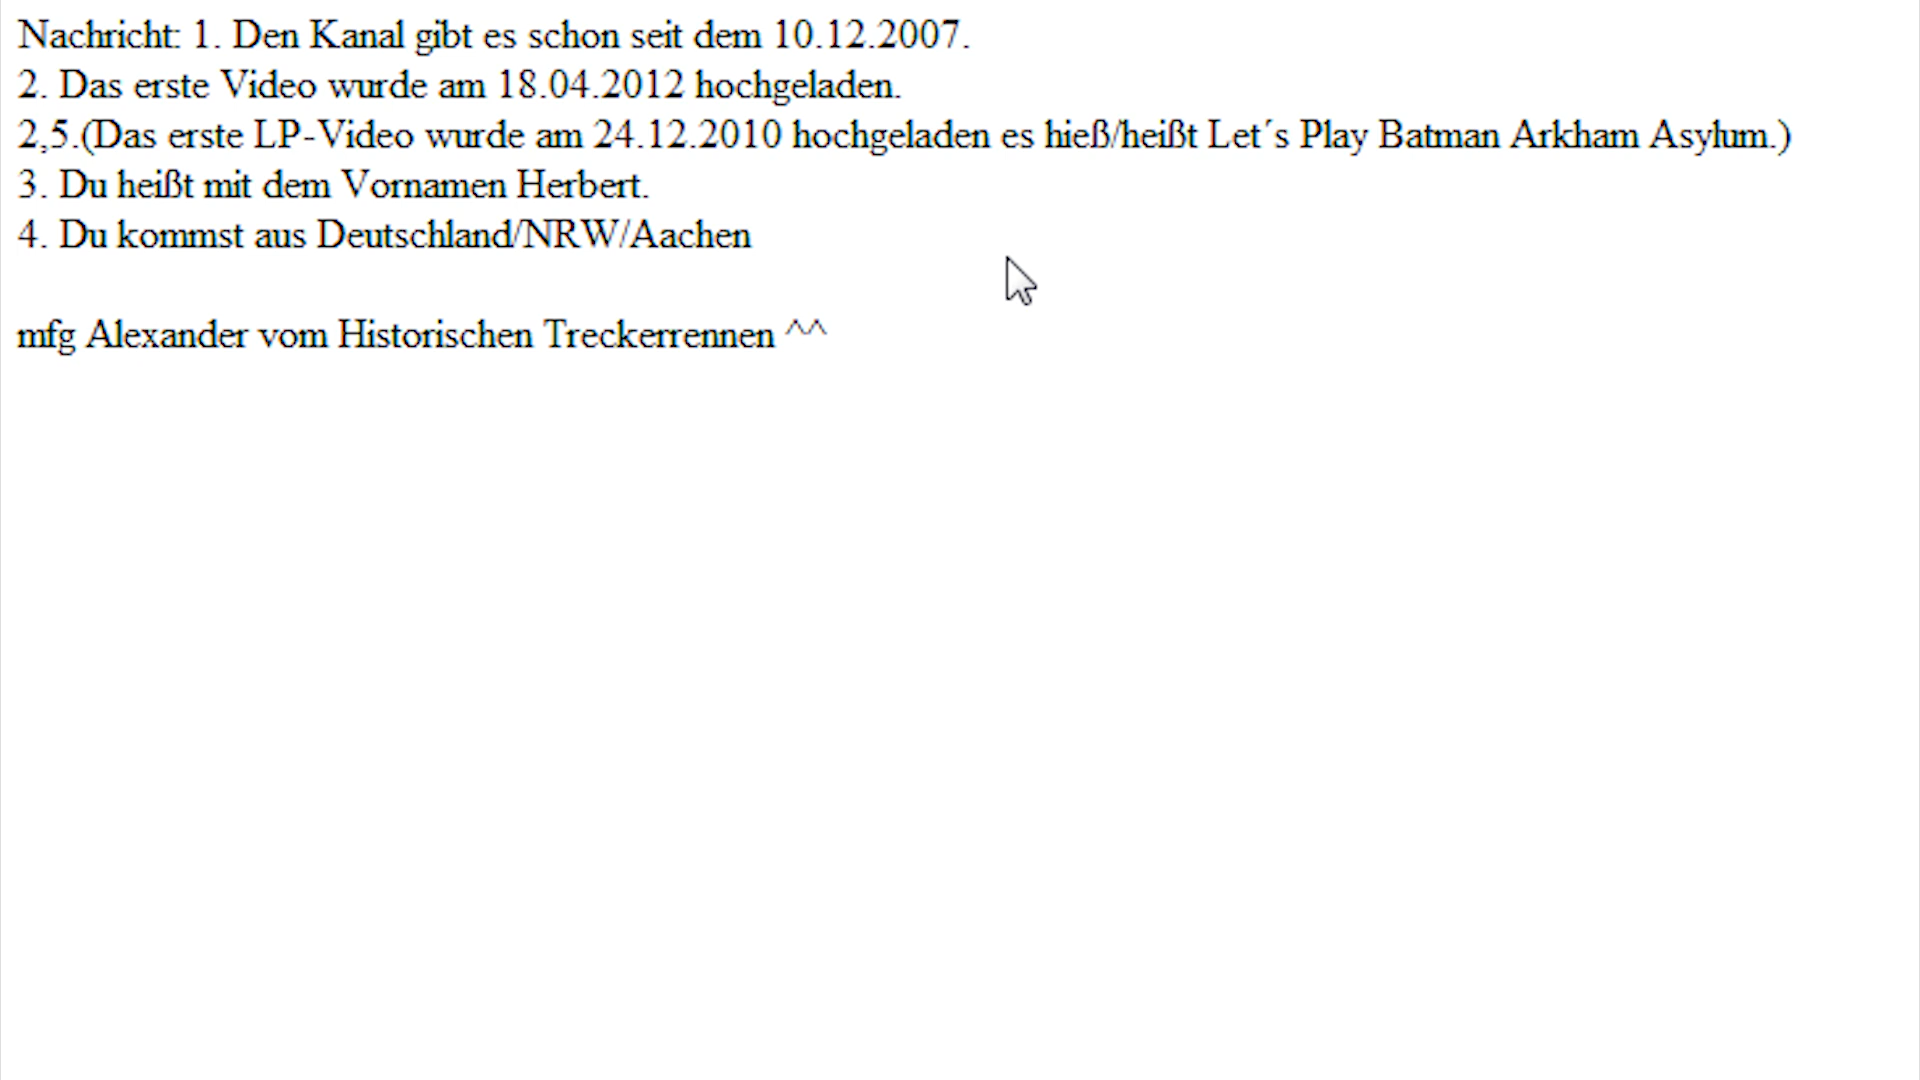 Nachricht: 1. Den Kanal gibt es schon seit dem 10.12.2007.
2. Das erste Video wurde am 18.04.2012 hochgeladen.
2,5.(Das erste LP-Video wurde am 24.12.2010 hochgeladen es hieß/heißt Let´s Play Batman Arkham Asylum.)
3. Du heißt mit dem Vornamen Herbert.
4. Du kommst aus Deutschland/NRW/Aachen
mfg Alexander vom Historischen Treckerrennen ^^